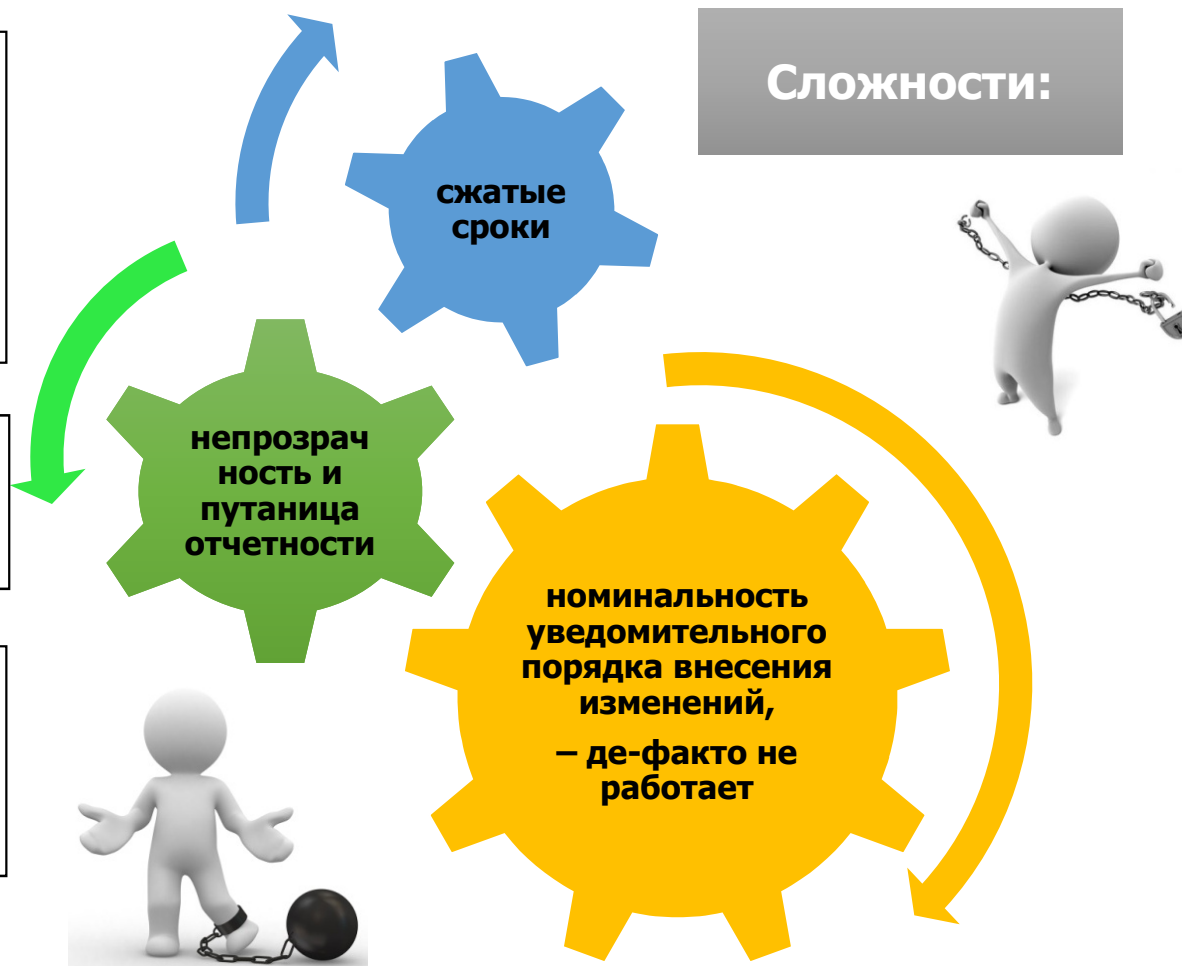 Сложности:
сжатые
сроки
непрозрач
ность и
путаница
отчетности
номинальность
уведомительного
порядка внесения
изменений,
– де-факто не
работает